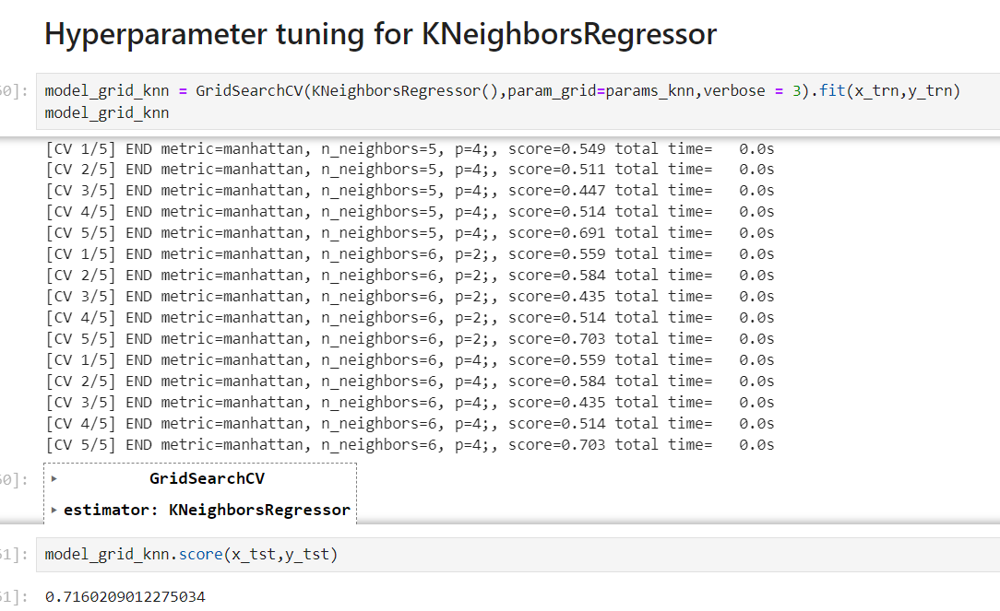 Hyperparameter tuning for KNeighborsRegressor
0]: model_grid_knn = GridSearchCV(KNeighborsRegressor(),param_grid=params_knn,verbose = 3).fit(x_trn,y_trn)
model_grid_knn
[CV 1/5] END metric=manhattan, n_neighbors=5, p=4;, score=0.549 total time=   0.0s
[CV 2/5] END metric=manhattan, n_neighbors=5, p=4;, score=0.511 total time=   0.0s
[CV 3/5] END metric=manhattan, n_neighbors=5, p=4;, score=0.447 total time=   0.0s
[CV 4/5] END metric=manhattan, n_neighbors=5, p=4;, score=0.514 total time=   0.0s
[CV 5/5] END metric=manhattan, n_neighbors=5, p=4;, score=0.691 total time=   0.0s
[CV 1/5] END metric=manhattan, n_neighbors=6, p=2;, score=0.559 total time=   0.0s
[CV 2/5] END metric=manhattan, n_neighbors=6, p=2;, score=0.584 total time=   0.0s
[CV 3/5] END metric=manhattan, n_neighbors=6, p=2;, score=0.435 total time=   0.0s
[CV 4/5] END metric=manhattan, n_neighbors=6, p=2;, score=0.514 total time=   0.0s
[CV 5/5] END metric=manhattan, n_neighbors=6, p=2;, score=0.703 total time=   0.0s
[CV 1/5] END metric=manhattan, n_neighbors=6, p=4;, score=0.559 total time=   0.0s
[CV 2/5] END metric=manhattan, n_neighbors=6, p=4;, score=0.584 total time=   0.0s
[CV 3/5] END metric=manhattan, n_neighbors=6, p=4;, score=0.435 total time=   0.0s
[CV 4/5] END metric=manhattan, n_neighbors=6, p=4;, score=0.514 total time=   0.0s
[CV 5/5] END metric=manhattan, n_neighbors=6, p=4;, score=0.703 total time=   0.0s
0]: GridSearchCV
estimator: KNeighborsRegressor
1]: model_grid_knn.score(x_tst,y_tst)
1]: 0.7160209012275034